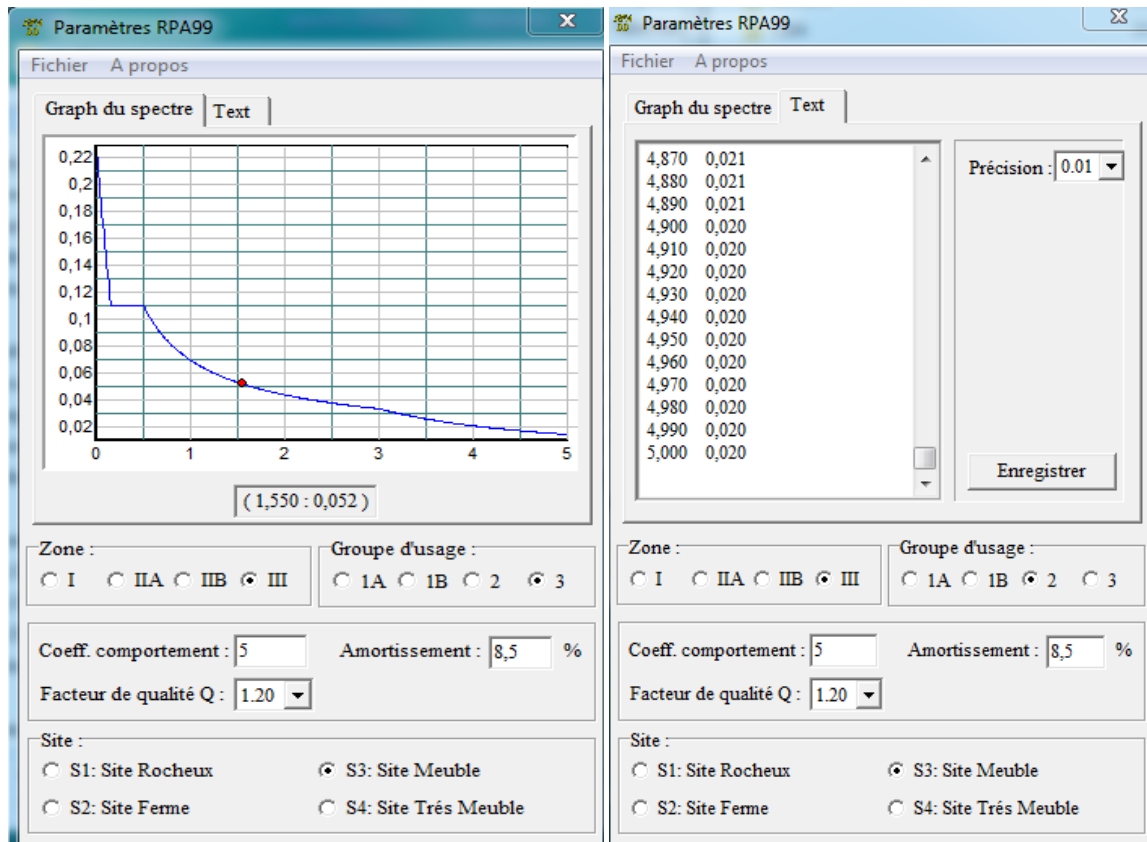 Paramètres RPA99
x
Fichier A propos
Graph du spectre Text
0,22
0,2
0,18
0,16
0,14
0,12
0,1
0,08
0,06
0,04
0,02
0 1 2 3 4 5
( 1,550 : 0,052 )
Zone :
I IIA IIB III
Groupe d'usage :
1A 1B 2 3
Coeff. comportement : 5 Amortissement : 8,5 %
Facteur de qualité Q : 1.20
Site :
S1: Site Rocheux S3: Site Meuble
S2: Site Ferme S4: Site Trés Meuble
Paramètres RPA99
x
Fichier A propos
Graph du spectre Text
4,870 0,021
4,880 0,021
4,890 0,021
4,900 0,020
4,910 0,020
4,920 0,020
4,930 0,020
4,940 0,020
4,950 0,020
4,960 0,020
4,970 0,020
4,980 0,020
4,990 0,020
5,000 0,020
Précision : 0.01
Enregistrer
Zone :
I IIA IIB III
Groupe d'usage :
1A 1B 2 3
Coeff. comportement : 5 Amortissement : 8,5 %
Facteur de qualité Q : 1.20
Site :
S1: Site Rocheux S3: Site Meuble
S2: Site Ferme S4: Site Trés Meuble